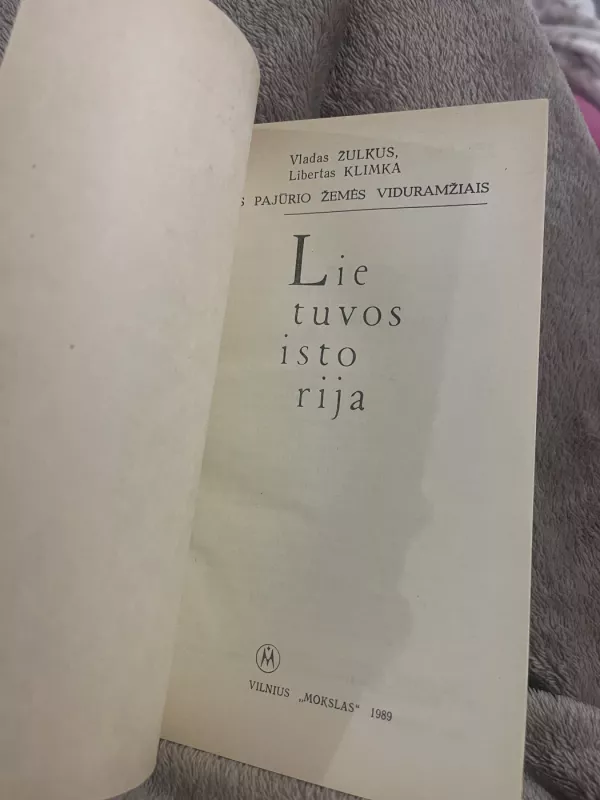 Vladas ŽULKUS,
Libertas KLIMKA
S PAJŪRIO ŽEMĖS VIDURAMŽIAIS
Lie
tuvos
isto
rija
M
VILNIUS „MOKSLAS“ 1989